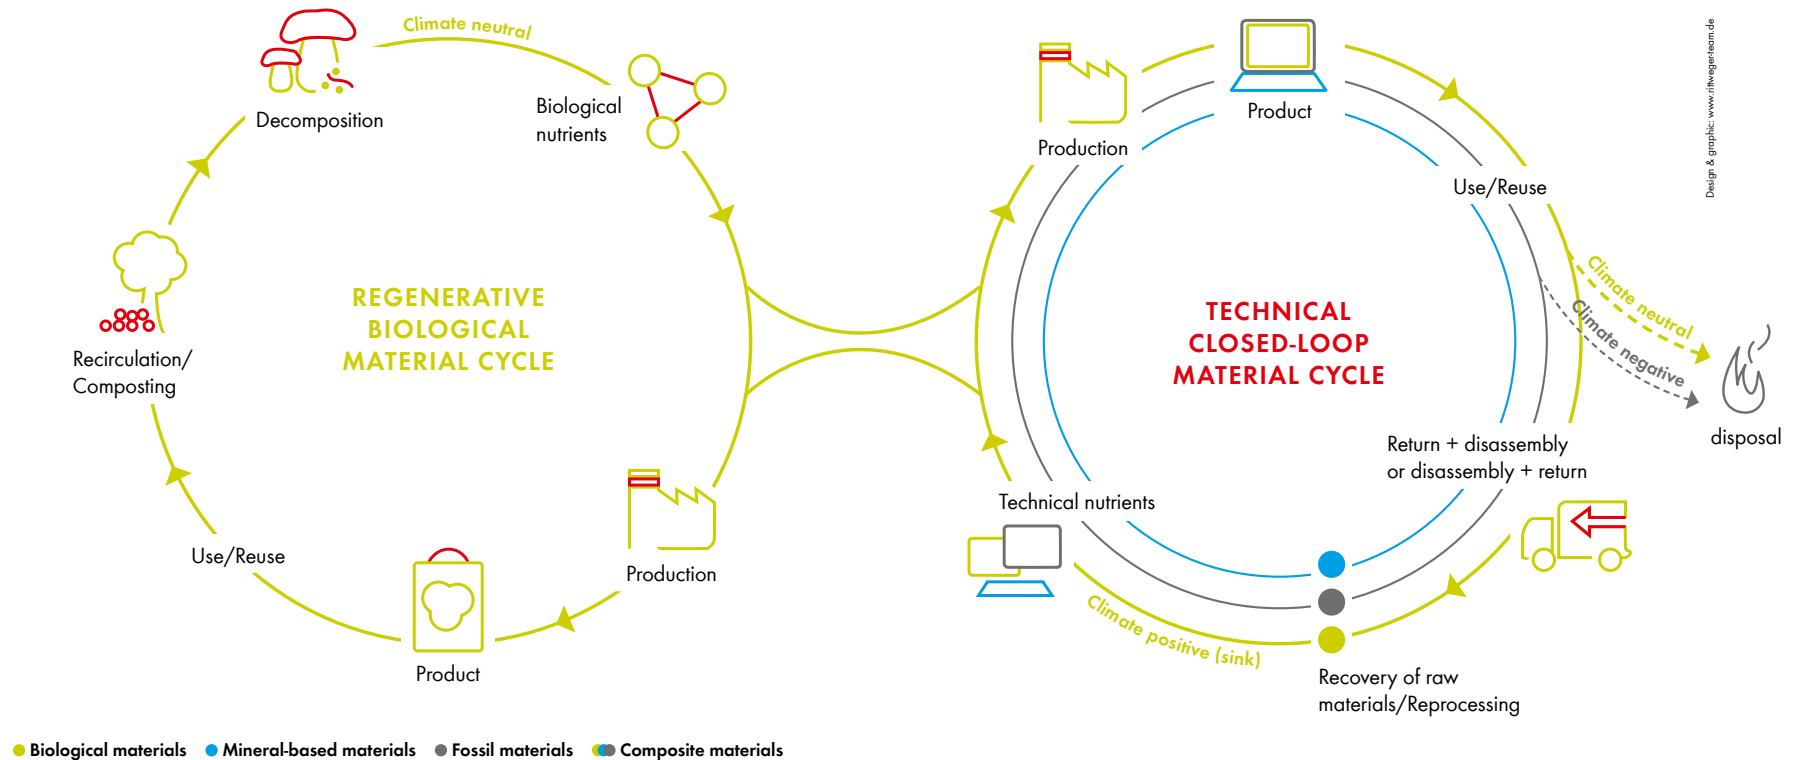 Climate neutral
Decomposition
Biological
nutrients
REGENERATIVE
BIOLOGICAL
MATERIAL CYCLE
Recirculation/
Composting
Use/Reuse
Product
Production
Production
Product
Use/Reuse
TECHNICAL
CLOSED-LOOP
MATERIAL CYCLE
Climate neutral
Climate negative
disposal
Return + disassembly
or disassembly + return
Technical nutrients
Climate positive (sink)
Recovery of raw
materials/Reprocessing
Design & graphic: www.rittwegerteam.de
Biological materials
Mineral-based materials
Fossil materials
Composite materials